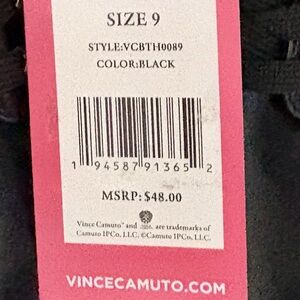 SIZE 9
STYLE:VCBTH0089
COLOR:BLACK
1 94587 91365 2
MSRP: $48.00
Vince Camuto® and are trademarks of
Camuto IPCo, LLC. ©Camuto IPCo, LLC.
VINCECAMUTO.COM